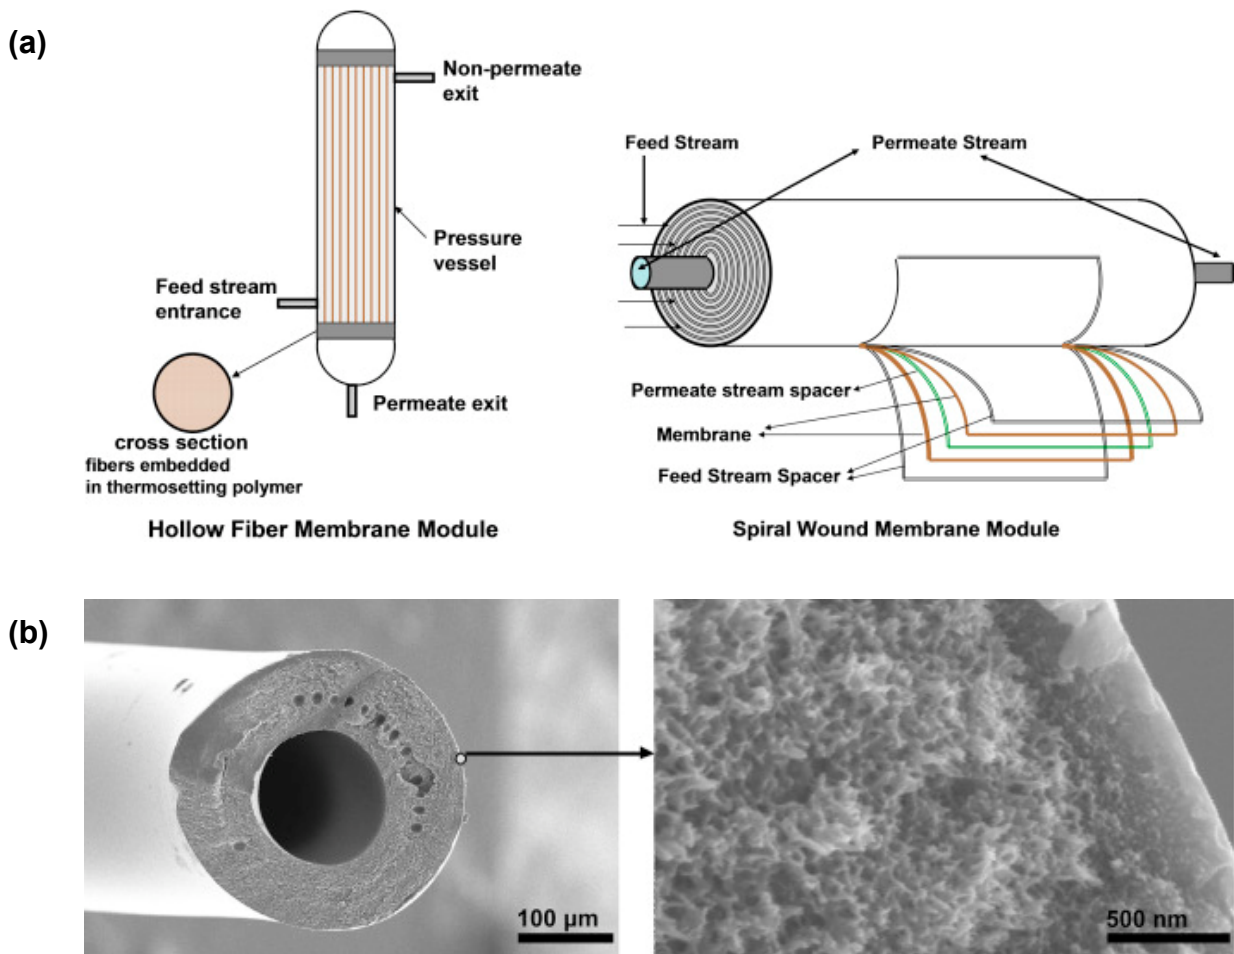 (a)
Non-permeate
exit
Pressure
vessel
Feed stream
entrance
Permeate exit
cross section
fibers embedded
in thermosetting polymer
Hollow Fiber Membrane Module
Feed Stream
Permeate Stream
Permeate stream spacer
Membrane
Feed Stream Spacer
Spiral Wound Membrane Module
(b)
100 µm
500 nm